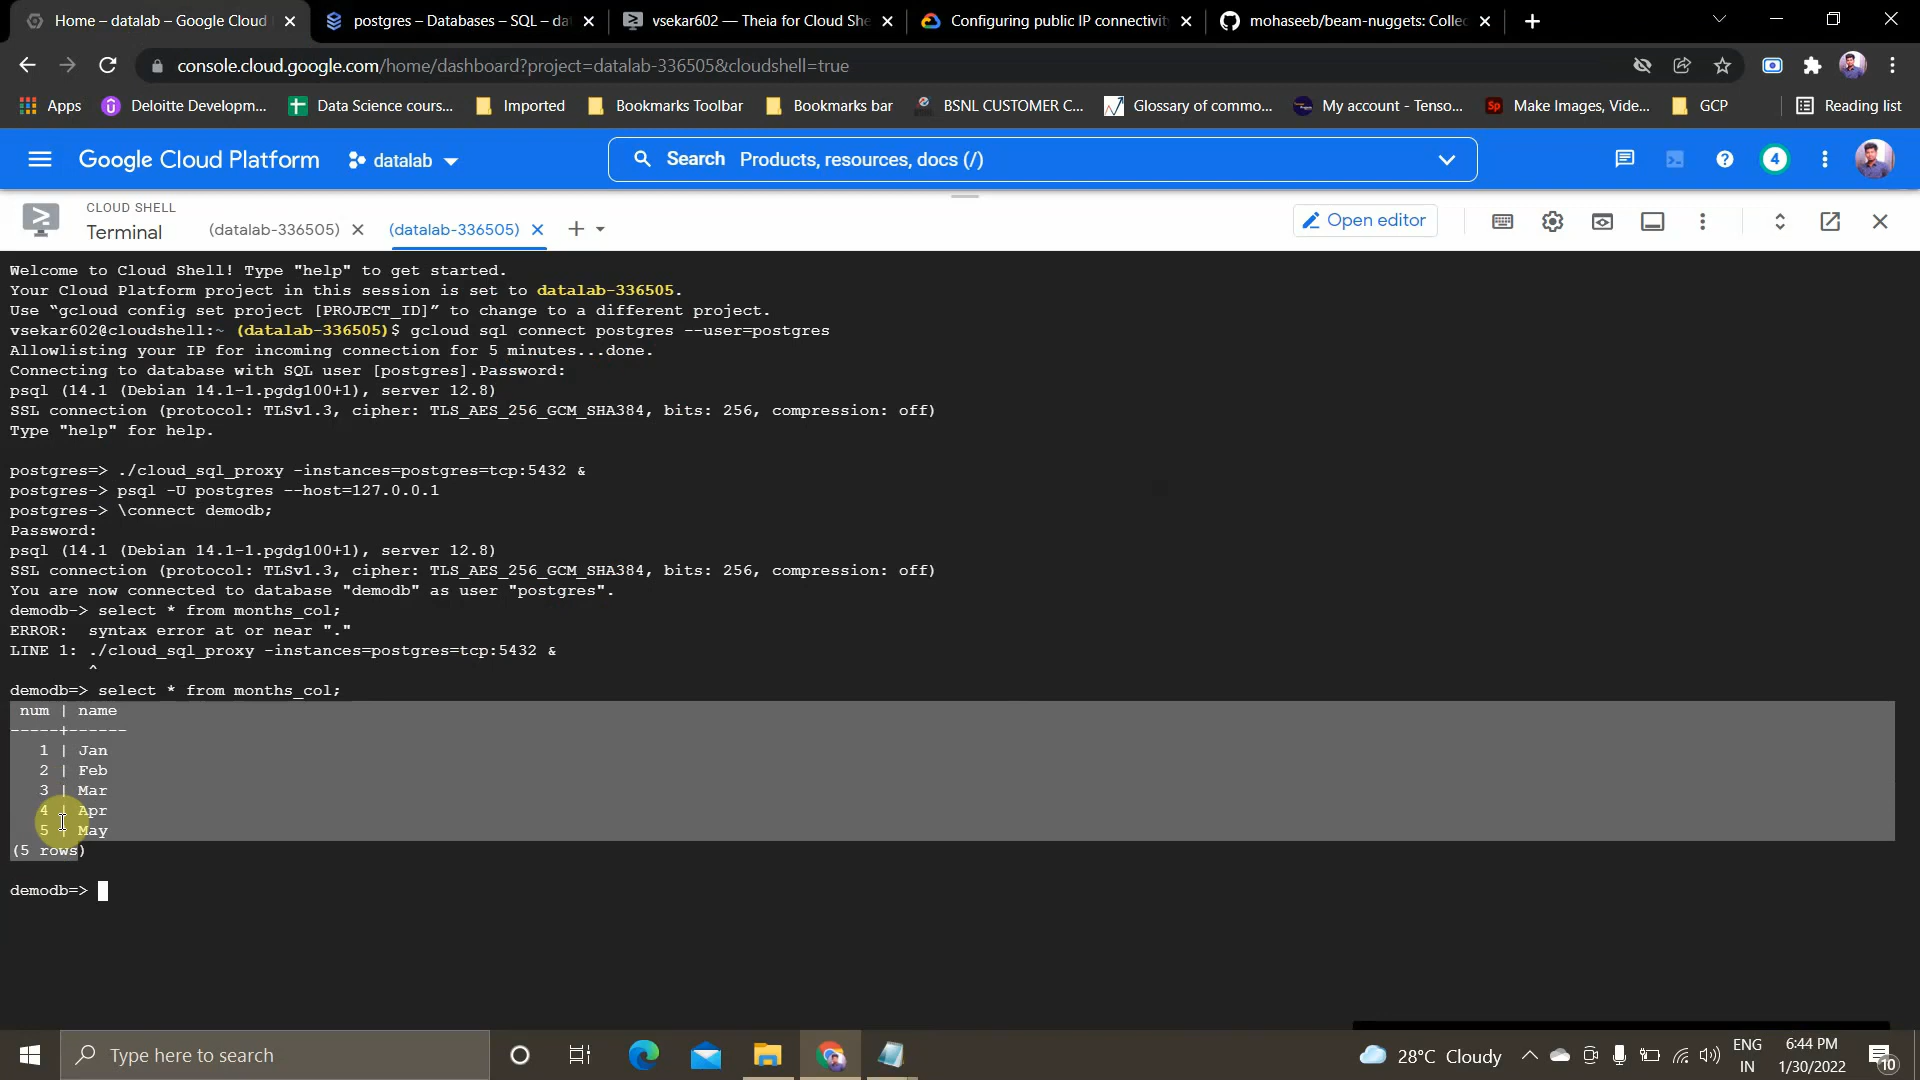 Home – datalab – Google Cloud
postgres – Databases – SQL – da
vsekar602 — Theia for Cloud She
Configuring public IP connectivit
mohaseeb/beam-nuggets: Collec
console.cloud.google.com/home/dashboard?project=datalab-336505&cloudshell=true
Apps
Deloitte Developm...
Data Science cours...
Imported
Bookmarks Toolbar
Bookmarks bar
BSNL CUSTOMER C...
Glossary of commo...
My account - Tenso...
Sp
Make Images, Vide...
GCP
Reading list
Google Cloud Platform
datalab
Search Products, resources, docs (/)
4
CLOUD SHELL
Terminal
(datalab-336505)
(datalab-336505)
Open editor
Welcome to Cloud Shell! Type "help" to get started.
Your Cloud Platform project in this session is set to datalab-336505.
Use “gcloud config set project [PROJECT_ID]” to change to a different project.
vsekar602@cloudshell:~ (datalab-336505)$ gcloud sql connect postgres --user=postgres
Allowlisting your IP for incoming connection for 5 minutes...done.
Connecting to database with SQL user [postgres].Password:
psql (14.1 (Debian 14.1-1.pgdg100+1), server 12.8)
SSL connection (protocol: TLSv1.3, cipher: TLS_AES_256_GCM_SHA384, bits: 256, compression: off)
Type "help" for help.
postgres=> ./cloud_sql_proxy -instances=postgres=tcp:5432 &
postgres-> psql -U postgres --host=127.0.0.1
postgres-> \connect demodb;
Password:
psql (14.1 (Debian 14.1-1.pgdg100+1), server 12.8)
SSL connection (protocol: TLSv1.3, cipher: TLS_AES_256_GCM_SHA384, bits: 256, compression: off)
You are now connected to database "demodb" as user "postgres".
demodb-> select * from months_col;
ERROR:  syntax error at or near "."
LINE 1: ./cloud_sql_proxy -instances=postgres=tcp:5432 &
^
demodb=> select * from months_col;
num | name
-----+------
1 | Jan
2 | Feb
3 | Mar
4 | Apr
5 | May
(5 rows)
demodb=>
Type here to search
28°C Cloudy
ENG
IN
6:44 PM
1/30/2022
10